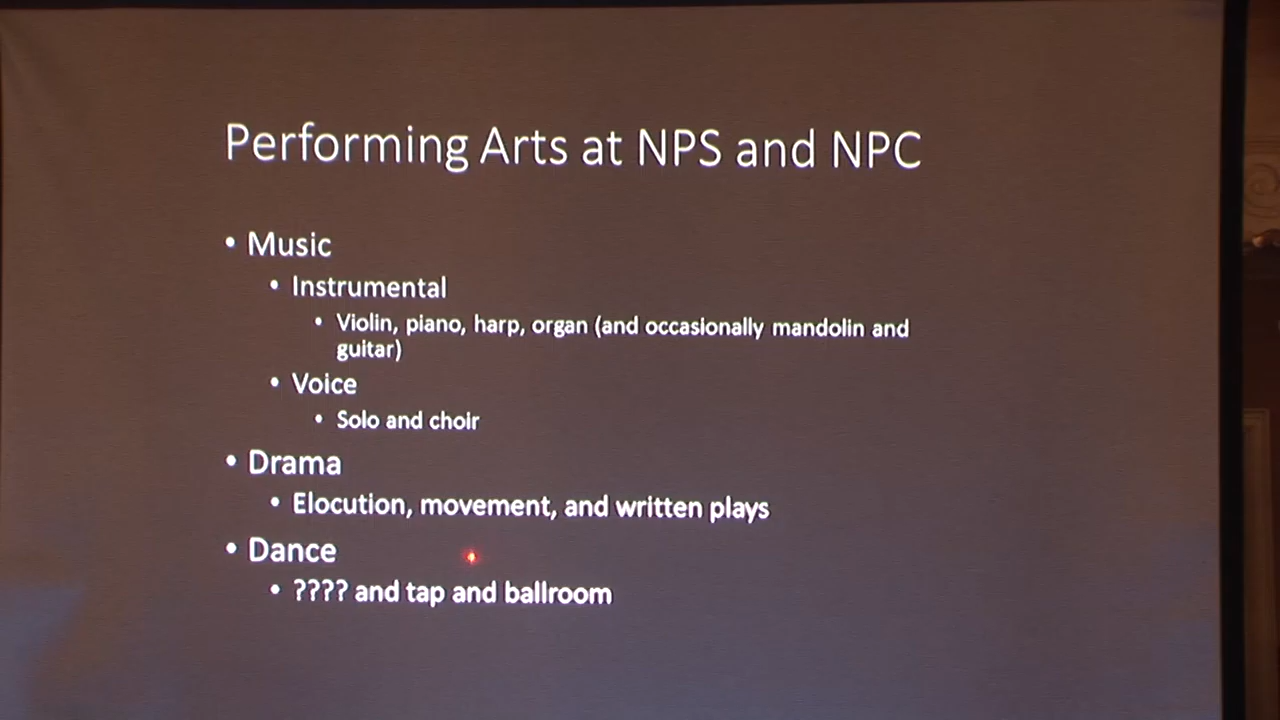 Performing Arts at NPS and NPC
• Music
• Instrumental
• Violin, piano, harp, organ (and occasionally mandolin and
guitar)
• Voice
• Solo and choir
• Drama
• Elocution, movement, and written plays
• Dance
• ???? and tap and ballroom